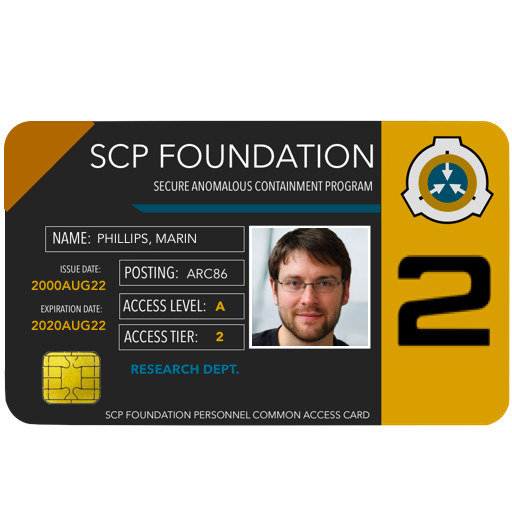 SCP FOUNDATION
SECURE ANOMALOUS CONTAINMENT PROGRAM
NAME: PHILLIPS, MARIN
ISSUE DATE:
2000AUG22
EXPIRATION DATE:
2020AUG22
POSTING: ARC86
ACCESS LEVEL: A
ACCESS TIER: 2
RESEARCH DEPT.
SCP FOUNDATION PERSONNEL COMMON ACCESS CARD
2